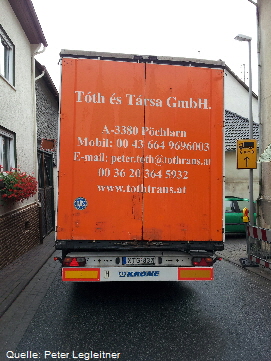 Tóth és Társa GmbH.
A-3380 Pöchlarn
Mobil: 00 43 664 9696003
E-mail: peter.toth@tothtrans.at
00 36 20 364 5932
www.tothtrans.at
KRONE
Quelle: Peter Legleitner